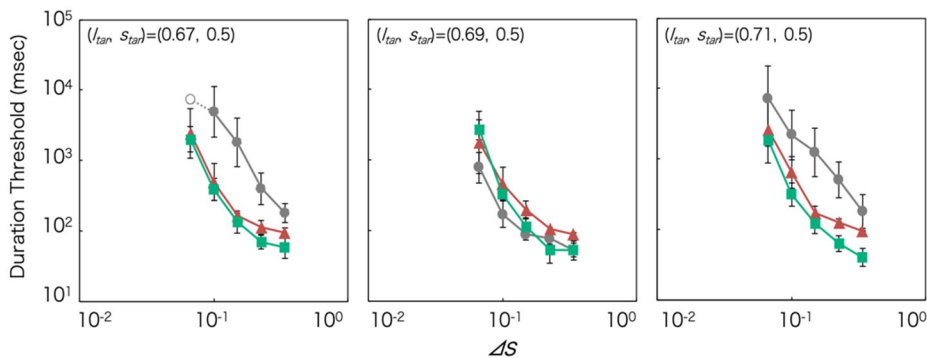 (l_tar, s_tar)=(0.67, 0.5)
(l_tar, s_tar)=(0.69, 0.5)
(l_tar, s_tar)=(0.71, 0.5)
Duration Threshold (msec)
10^5
10^4
10^3
10^2
10^1
10^-2 10^-1 10^0
10^-2 10^-1 10^0
10^-2 10^-1 10^0
ΔS